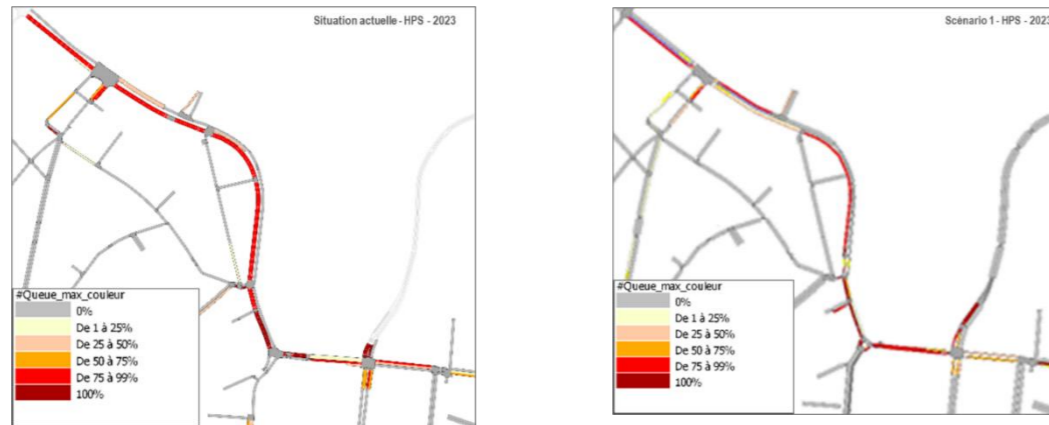 Situation actuelle - HPS - 2023
#Queue_max_couleur
0%
De 1 à 25%
De 25 à 50%
De 50 à 75%
De 75 à 99%
100%
Scénario 1 - HPS - 2023
#Queue_max_couleur
0%
De 1 à 25%
De 25 à 50%
De 50 à 75%
De 75 à 99%
100%